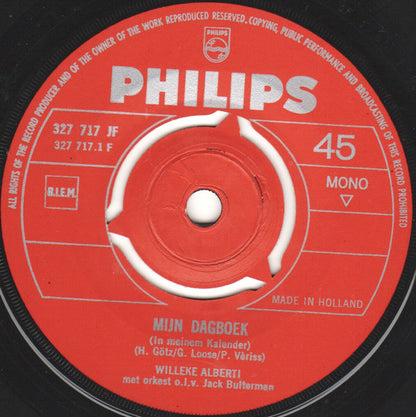 ALL RIGHTS OF THE RECORD PRODUCER AND OF THE OWNER OF THE WORK REPRODUCED RESERVED. COPYING, PUBLIC PERFORMANCE AND BROADCASTING OF THIS RECORD PROHIBITED
PHILIPS
PHILIPS
327 717 JF
327 717.1 F
45
B.I.E.M.
MONO
MADE IN HOLLAND
MIJN DAGBOEK
(In meinem Kalender)
(H. Götz/G. Loose/P. Vèriss)
WILLEKE ALBERTI
met orkest o.l.v. Jack Bulterman